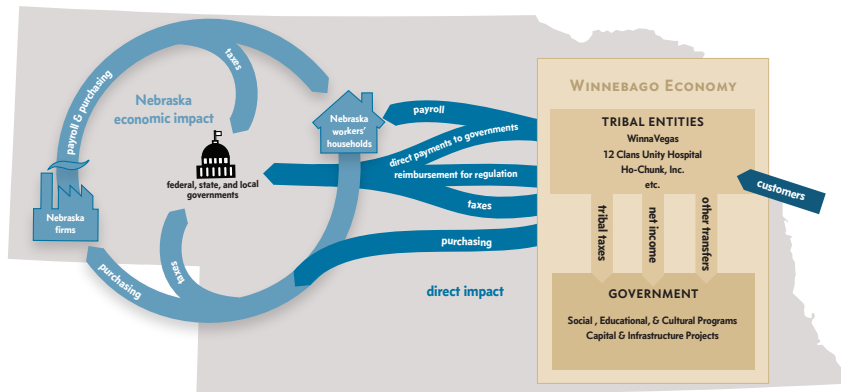 payroll & purchasing
taxes
Nebraska
economic impact
federal, state, and local
governments
Nebraska
firms
purchasing
taxes
Nebraska
workers'
households
payroll
direct payments to governments
reimbursement for regulation
taxes
purchasing
direct impact
Winnebago Economy
TRIBAL ENTITIES
WinnaVegas
12 Clans Unity Hospital
Ho-Chunk, Inc.
etc.
customers
tribal taxes
net income
other transfers
GOVERNMENT
Social , Educational, & Cultural Programs
Capital & Infrastructure Projects